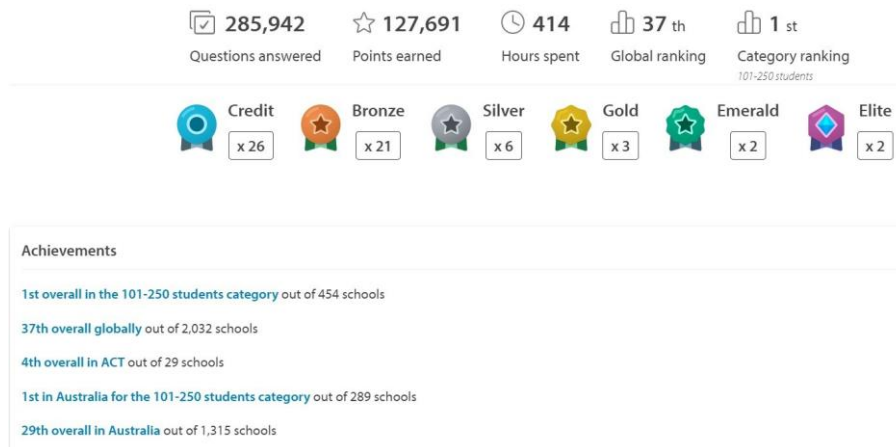 285,942 127,691 414 37 th 1 st
Questions answered Points earned Hours spent Global ranking Category ranking
101-250 students
Credit Bronze Silver Gold Emerald Elite
x 26 x 21 x 6 x 3 x 2 x 2
Achievements
1st overall in the 101-250 students category out of 454 schools
37th overall globally out of 2,032 schools
4th overall in ACT out of 29 schools
1st in Australia for the 101-250 students category out of 289 schools
29th overall in Australia out of 1,315 schools